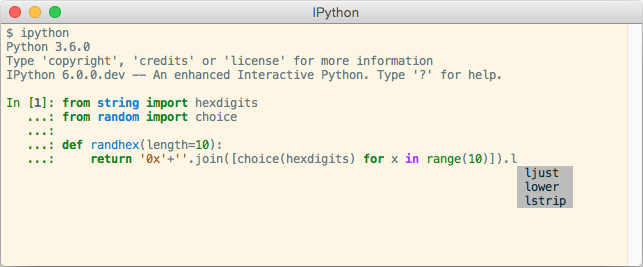 IPython
$ ipython
Python 3.6.0
Type 'copyright', 'credits' or 'license' for more information
IPython 6.0.0.dev -- An enhanced Interactive Python. Type '?' for help.
In [1]: from string import hexdigits
   ...: from random import choice
   ...:
   ...: def randhex(length=10):
   ...:     return '0x'+''.join([choice(hexdigits) for x in range(10)]).l
ljust
lower
lstrip